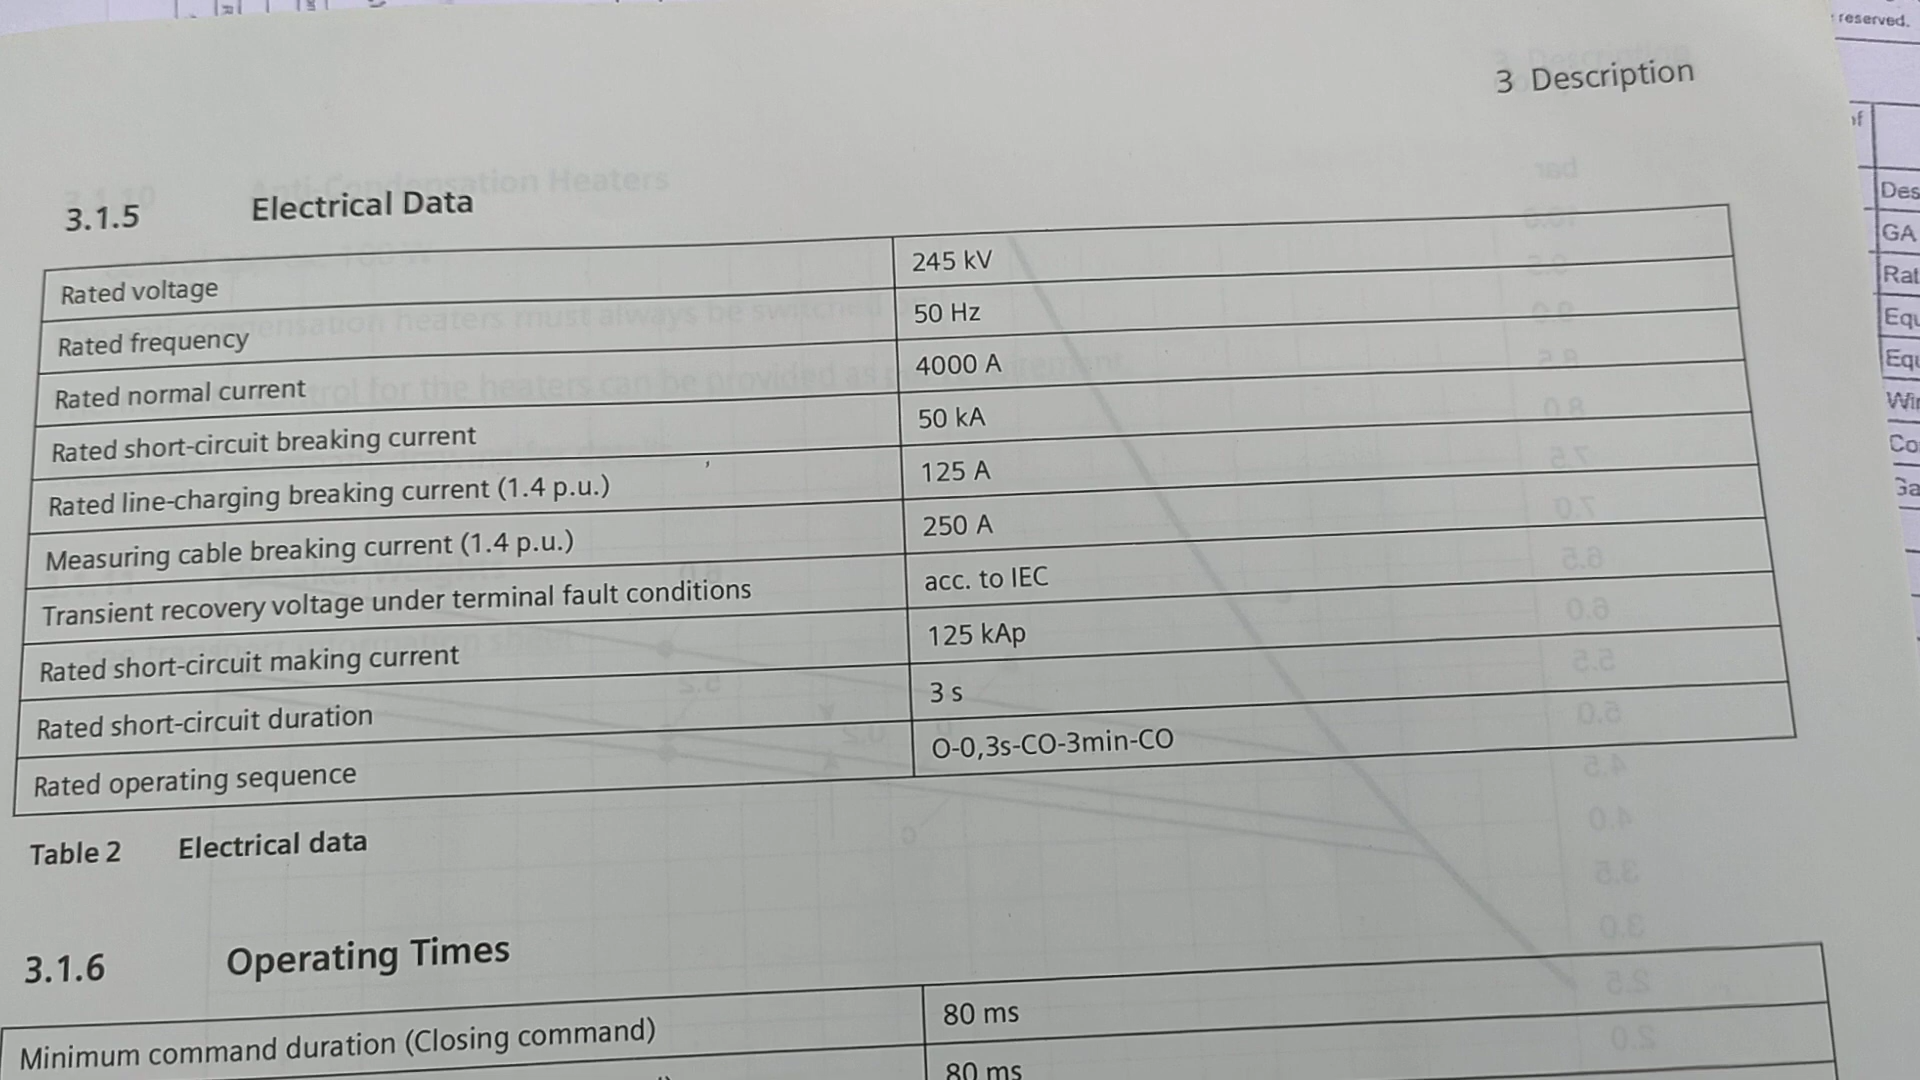 reserved.
3 Description
3.1.5 Electrical Data
Rated voltage 245 kV
Rated frequency 50 Hz
Rated normal current 4000 A
Rated short-circuit breaking current 50 kA
Rated line-charging breaking current (1.4 p.u.) 125 A
Measuring cable breaking current (1.4 p.u.) 250 A
Transient recovery voltage under terminal fault conditions acc. to IEC
Rated short-circuit making current 125 kAp
Rated short-circuit duration 3 s
Rated operating sequence O-0,3s-CO-3min-CO
Table 2 Electrical data
3.1.6 Operating Times
Minimum command duration (Closing command) 80 ms
80 ms
Des
GA
Rat
Equ
Equ
Co